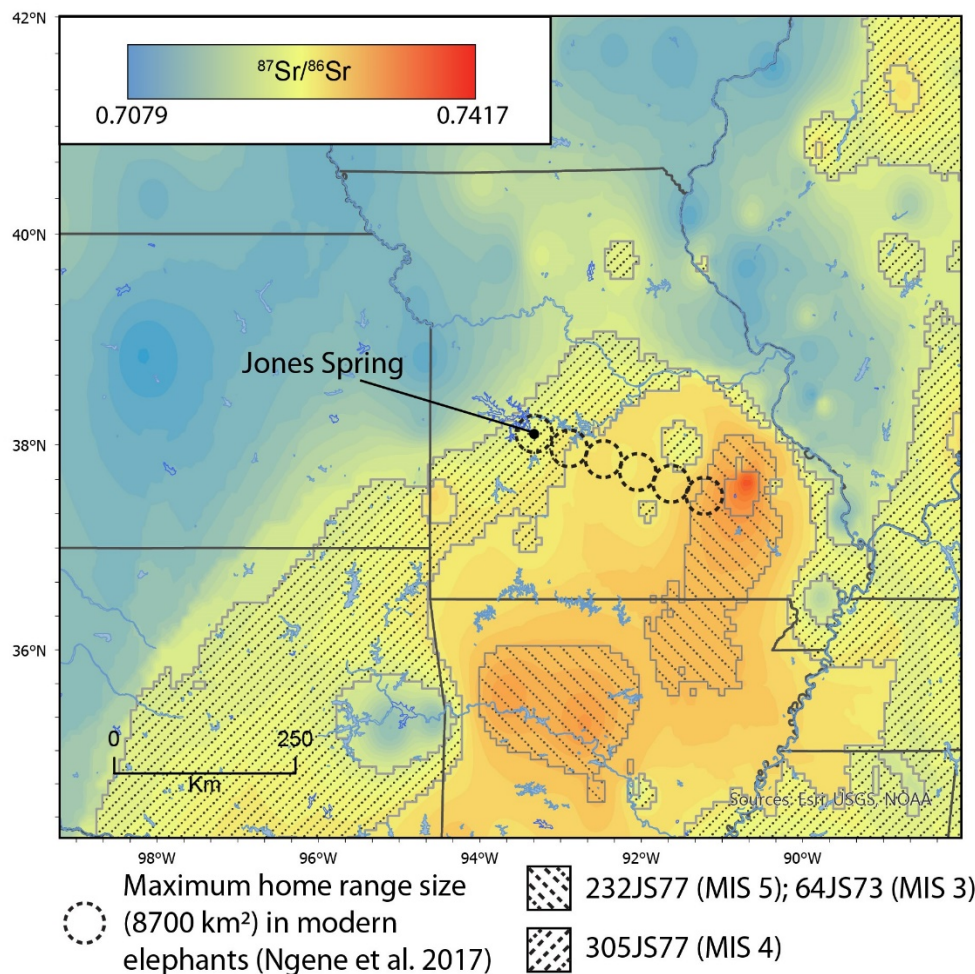 42°N
⁸⁷Sr/⁸⁶Sr
0.7079 0.7417
40°N
Jones Spring
38°N
36°N
0 250
Km
Sources: Esri, USGS, NOAA
98°W 96°W 94°W 92°W 90°W
Maximum home range size
(8700 km²) in modern
elephants (Ngene et al. 2017)
232JS77 (MIS 5); 64JS73 (MIS 3)
305JS77 (MIS 4)